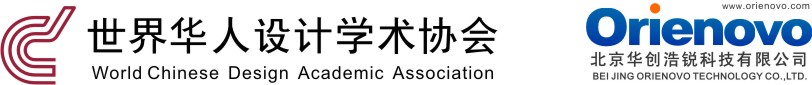 世界华人设计学术协会
World Chinese Design Academic Association
www.orienovo.com
Orienovo
北京华创浩锐科技有限公司
BEI JING ORIENOVO TECHNOLOGY CO.,LTD.